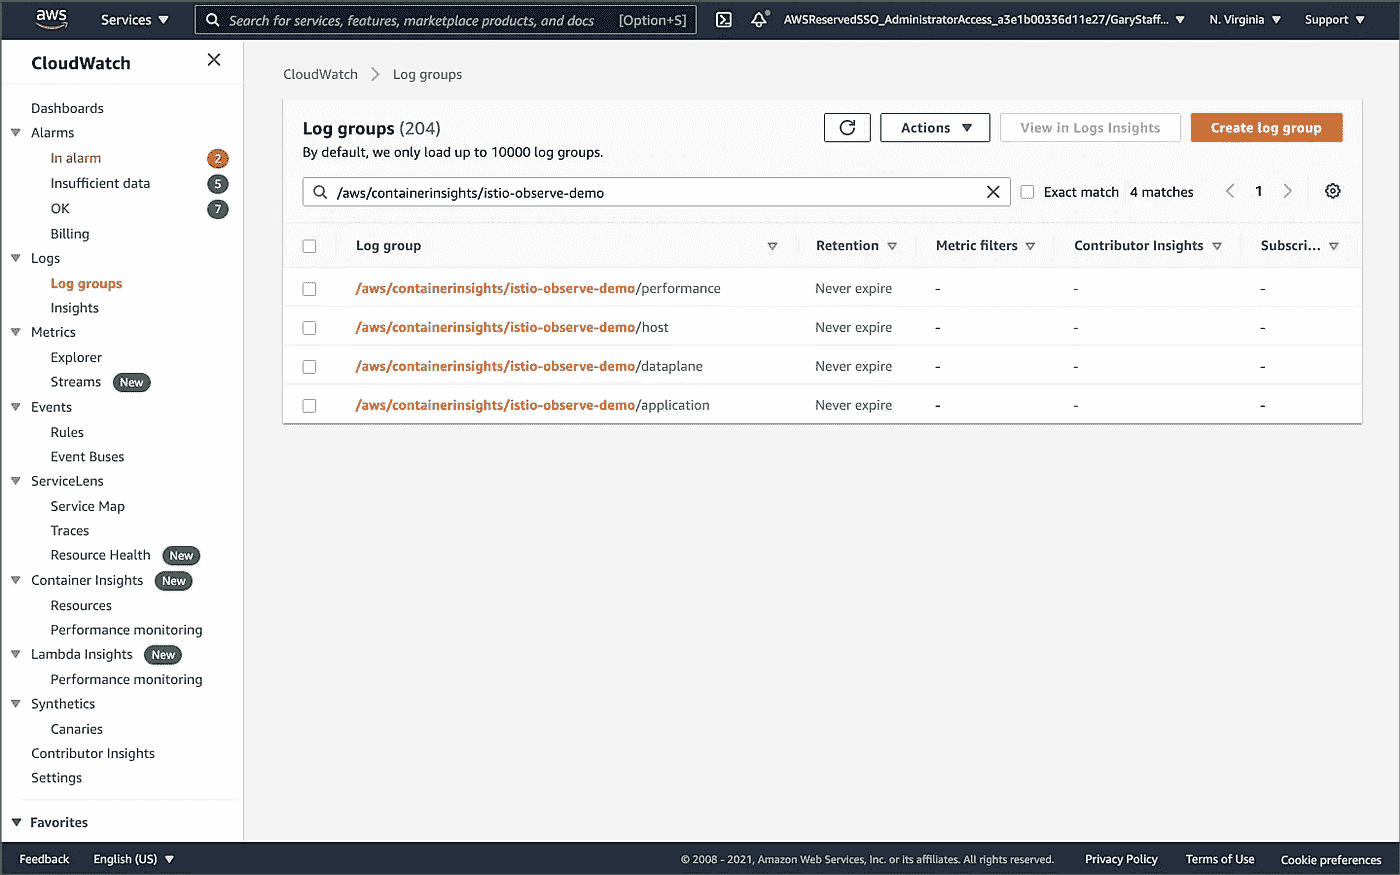 aws
Services
Search for services, features, marketplace products, and docs [Option+S]
AWSReservedSSO_AdministratorAccess_a3e1b00336d11e27/GaryStaff...
N. Virginia
Support
CloudWatch
Dashboards
Alarms
In alarm 2
Insufficient data 5
OK 7
Billing
Logs
Log groups
Insights
Metrics
Explorer
Streams New
Events
Rules
Event Buses
ServiceLens
Service Map
Traces
Resource Health New
Container Insights New
Resources
Performance monitoring
Lambda Insights New
Performance monitoring
Synthetics
Canaries
Contributor Insights
Settings
Favorites
CloudWatch Log groups
Log groups (204)
By default, we only load up to 10000 log groups.
Actions
View in Logs Insights
Create log group
/aws/containerinsights/istio-observe-demo
Exact match 4 matches 1
Log group Retention Metric filters Contributor Insights Subscri...
/aws/containerinsights/istio-observe-demo/performance Never expire - - -
/aws/containerinsights/istio-observe-demo/host Never expire - - -
/aws/containerinsights/istio-observe-demo/dataplane Never expire - - -
/aws/containerinsights/istio-observe-demo/application Never expire - - -
Feedback English (US) © 2008 - 2021, Amazon Web Services, Inc. or its affiliates. All rights reserved. Privacy Policy Terms of Use Cookie preferences